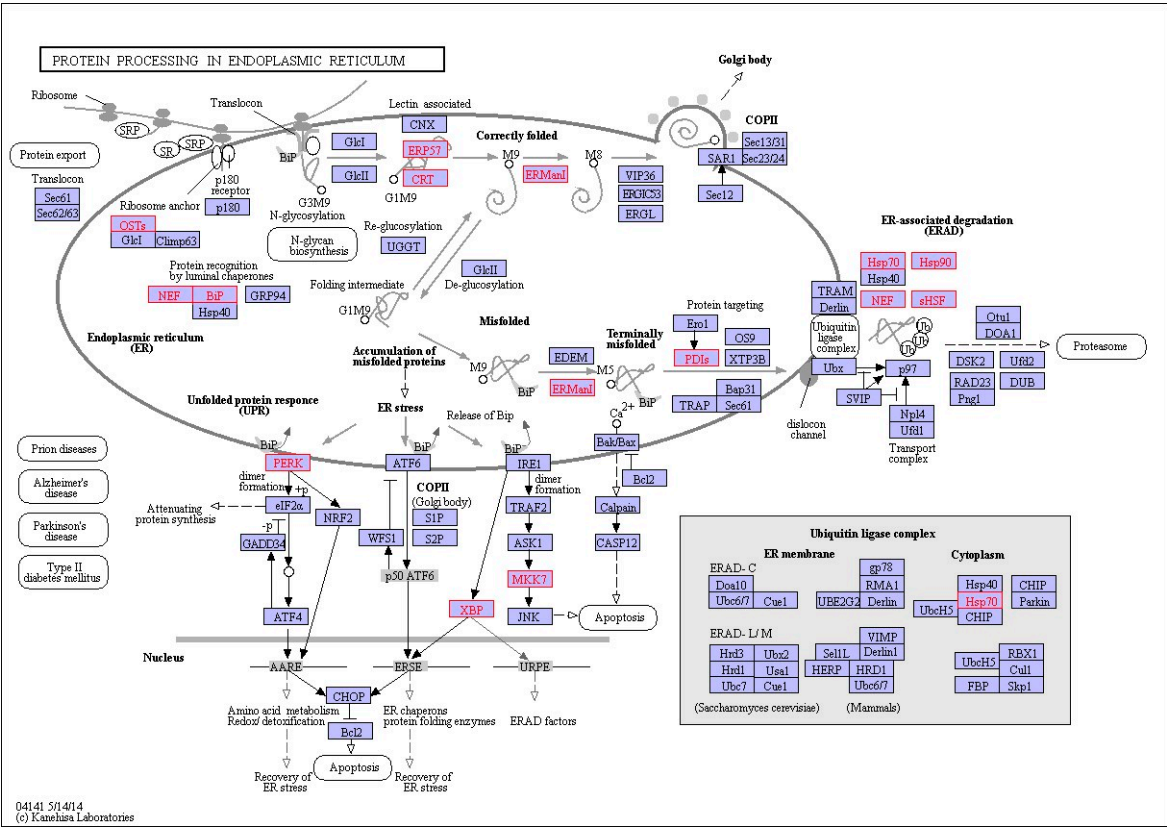 PROTEIN PROCESSING IN ENDOPLASMIC RETICULUM
Golgi body
Ribosome
Translocon
Lectin associated
SRP
SR
SRP
CNX
Correctly folded
COPII
Protein export
BiP
GlcI
ERP57
M9
M8
Sec13/31
SAR1
Sec23/24
Translocon
Sec61
Sec62/63
p180
receptor
GlcII
CRT
ERManI
VIP36
ERGIC53
ERGL
Sec12
G3M9
G1M9
Ribosome anchor
p180
N-glycosylation
OSTs
GlcI
Climp63
N-glycan
biosynthesis
Re-glucosylation
UGGT
ER-associated degradation
(ERAD)
Protein recognition
by luminal chaperones
NEF
BiP
GRP94
Hsp40
GlcII
De-glucosylation
Folding intermediate
G1M9
Hsp70
Hsp90
Hsp40
NEF
sHSF
TRAM
Derlin
Protein targeting
Ero1
OS9
PDIs
XTP3B
Endoplasmic reticulum
(ER)
Misfolded
Terminally
misfolded
Ubiquitin
ligase
complex
Ub
Ub
Ub
Otu1
DOA1
Proteasome
Accumulation of
misfolded proteins
M9
EDEM
M5
ERManI
BiP
BiP
Ubx
p97
DSK2
Ufd2
RAD23
DUB
Png1
Bap31
TRAP
Sec61
SVIP
Unfolded protein responce
(UPR)
ER stress
Release of Bip
Ca2+
dislocon
channel
Npl4
Ufd1
Transport
complex
Prion diseases
Alzheimer's
disease
Parkinson's
disease
Type II
diabetes mellitus
BiP
BiP
BiP
Bak/Bax
PERK
ATF6
IRE1
Bcl2
dimer
formation
+p
COPII
(Golgi body)
dimer
formation
Attenuating
protein synthesis
eIF2α
NRF2
S1P
TRAF2
Calpain
-p
GADD34
WFS1
S2P
ASK1
CASP12
p50 ATF6
MKK7
ATF4
XBP
JNK
Apoptosis
Ubiquitin ligase complex
ER membrane
Cytoplasm
ERAD- C
Doa10
Ubc6/7
Cue1
gp78
RMA1
UBE2G2
Derlin
Hsp40
CHIP
UbcH5
Hsp70
Parkin
CHIP
ERAD- L/ M
Hrd3
Ubx2
Hrd1
Usa1
Ubc7
Cue1
VIMP
Sel1L
Derlin1
HERP
HRD1
Ubc6/7
RBX1
UbcH5
Cul1
FBP
Skp1
(Saccharomyces cerevisiae)
(Mammals)
Nucleus
AARE
ERSE
URPE
CHOP
Amino acid metabolism
Redox/ detoxification
ER chaperons
protein folding enzymes
ERAD factors
Bcl2
Apoptosis
Recovery of
ER stress
Recovery of
ER stress
04141 5/14/14
(c) Kanehisa Laboratories